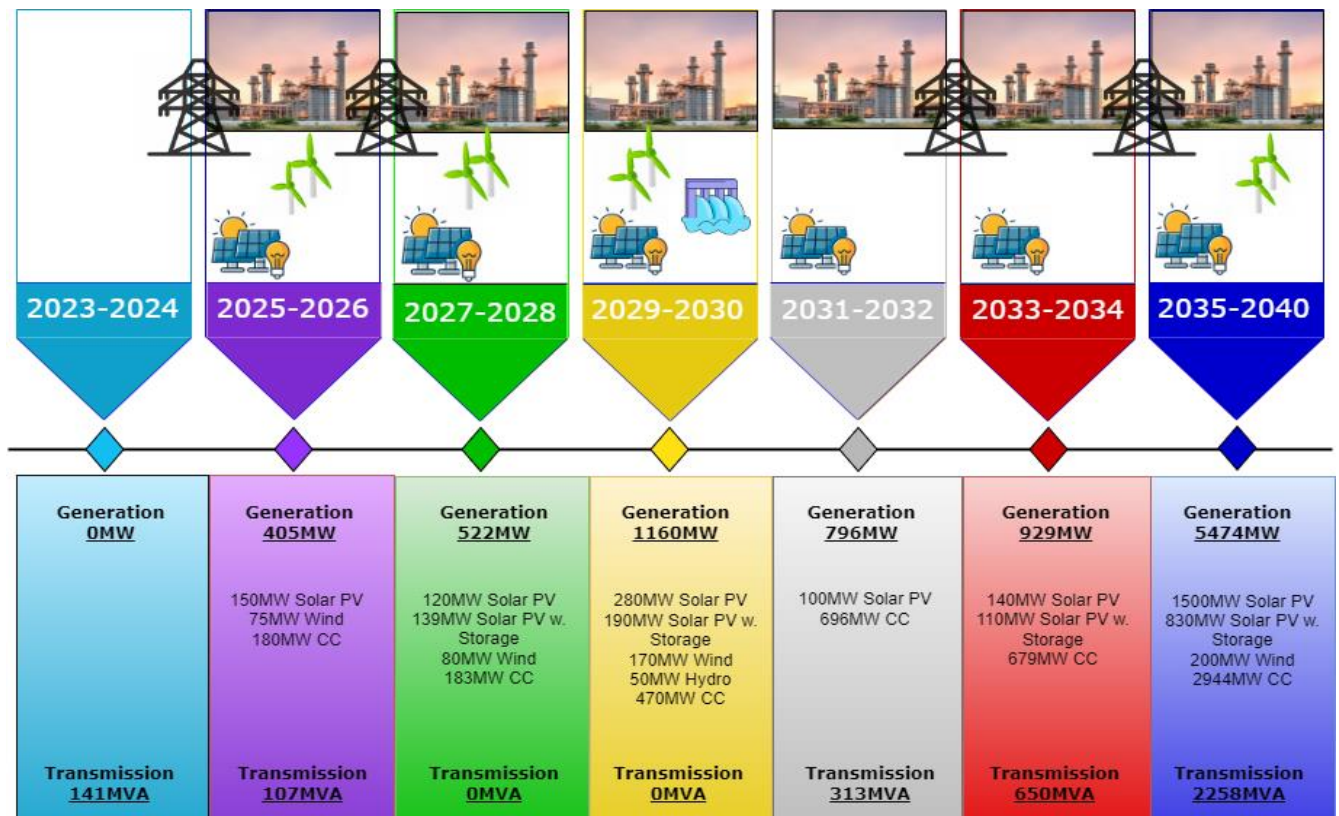 2023-2024
2025-2026
2027-2028
2029-2030
2031-2032
2033-2034
2035-2040
Generation
0MW
Transmission
141MVA
Generation
405MW
150MW Solar PV
75MW Wind
180MW CC
Transmission
107MVA
Generation
522MW
120MW Solar PV
139MW Solar PV w.
Storage
80MW Wind
183MW CC
Transmission
0MVA
Generation
1160MW
280MW Solar PV
190MW Solar PV w.
Storage
170MW Wind
50MW Hydro
470MW CC
Transmission
0MVA
Generation
796MW
100MW Solar PV
696MW CC
Transmission
313MVA
Generation
929MW
140MW Solar PV
110MW Solar PV w.
Storage
679MW CC
Transmission
650MVA
Generation
5474MW
1500MW Solar PV
830MW Solar PV w.
Storage
200MW Wind
2944MW CC
Transmission
2258MVA